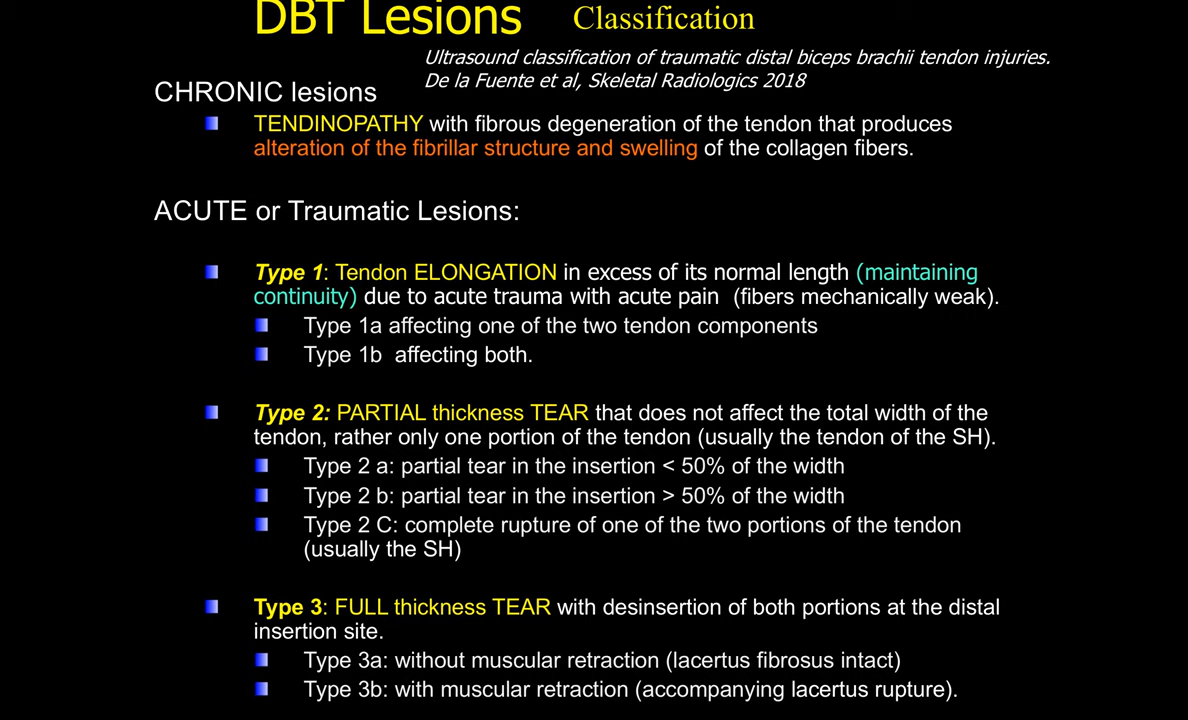 DBT Lesions Classification
Ultrasound classification of traumatic distal biceps brachii tendon injuries.
De la Fuente et al, Skeletal Radiologics 2018
CHRONIC lesions
TENDINOPATHY with fibrous degeneration of the tendon that produces
alteration of the fibrillar structure and swelling of the collagen fibers.
ACUTE or Traumatic Lesions:
Type 1: Tendon ELONGATION in excess of its normal length (maintaining
continuity) due to acute trauma with acute pain (fibers mechanically weak).
Type 1a affecting one of the two tendon components
Type 1b affecting both.
Type 2: PARTIAL thickness TEAR that does not affect the total width of the
tendon, rather only one portion of the tendon (usually the tendon of the SH).
Type 2 a: partial tear in the insertion < 50% of the width
Type 2 b: partial tear in the insertion > 50% of the width
Type 2 C: complete rupture of one of the two portions of the tendon
(usually the SH)
Type 3: FULL thickness TEAR with desinsertion of both portions at the distal
insertion site.
Type 3a: without muscular retraction (lacertus fibrosus intact)
Type 3b: with muscular retraction (accompanying lacertus rupture).